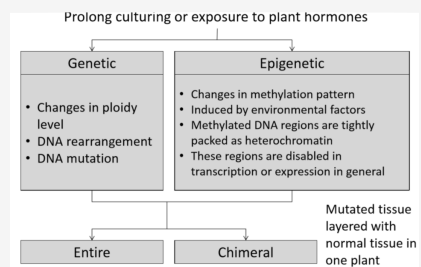 Prolong culturing or exposure to plant hormones
Genetic
• Changes in ploidy
level
• DNA rearrangement
• DNA mutation
Epigenetic
• Changes in methylation pattern
• Induced by environmental factors
• Methylated DNA regions are tightly
packed as heterochromatin
• These regions are disabled in
transcription or expression in general
Mutated tissue
layered with
normal tissue in
one plant
Entire
Chimeral